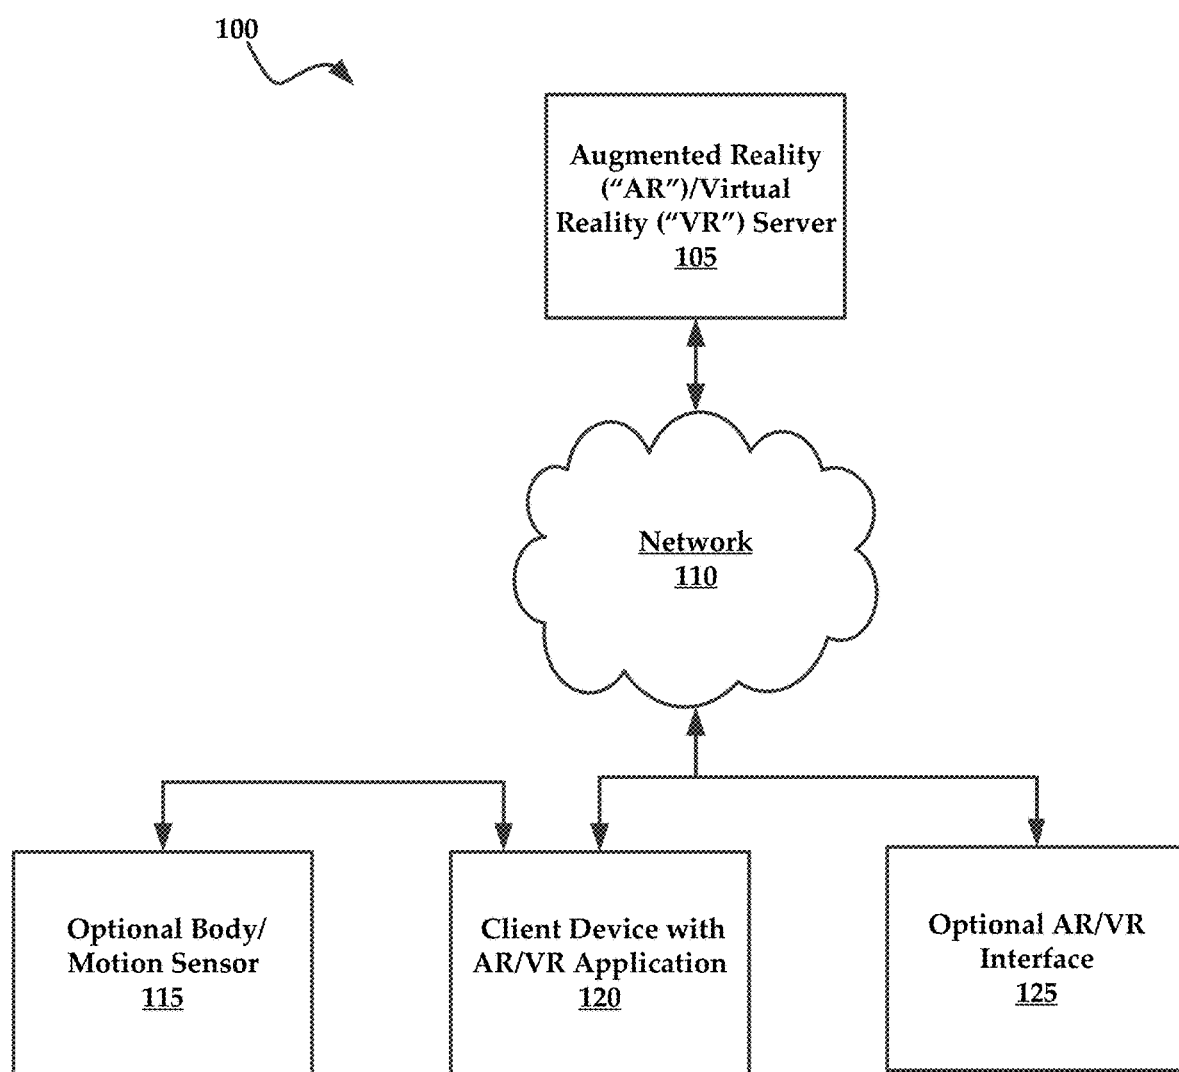 100
Augmented Reality
(“AR”)/Virtual
Reality (“VR”) Server
105
Network
110
Optional Body/
Motion Sensor
115
Client Device with
AR/VR Application
120
Optional AR/VR
Interface
125